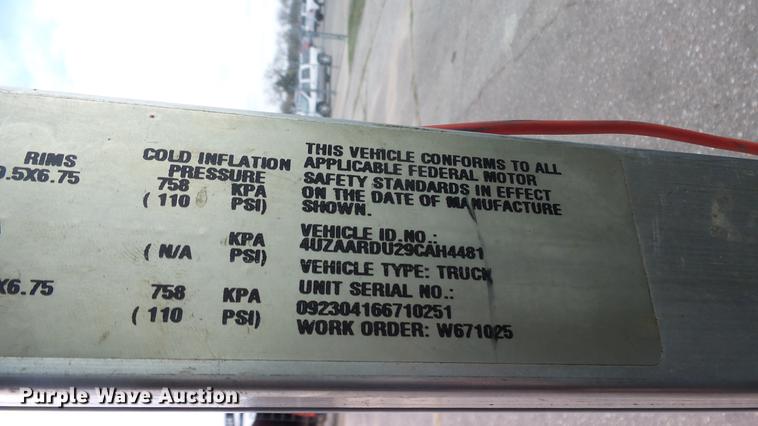 RIMS
0.5X6.75
X6.75
COLD INFLATION
PRESSURE
758 KPA
(110 PSI)
KPA
(N/A PSI)
758 KPA
(110 PSI)
THIS VEHICLE CONFORMS TO ALL
APPLICABLE FEDERAL MOTOR
SAFETY STANDARDS IN EFFECT
ON THE DATE OF MANUFACTURE
SHOWN.
VEHICLE ID.NO.:
4UZAARDU29CAH4481
VEHICLE TYPE: TRUCK
UNIT SERIAL NO.:
092304166710251
WORK ORDER: W671025
Purple Wave Auction